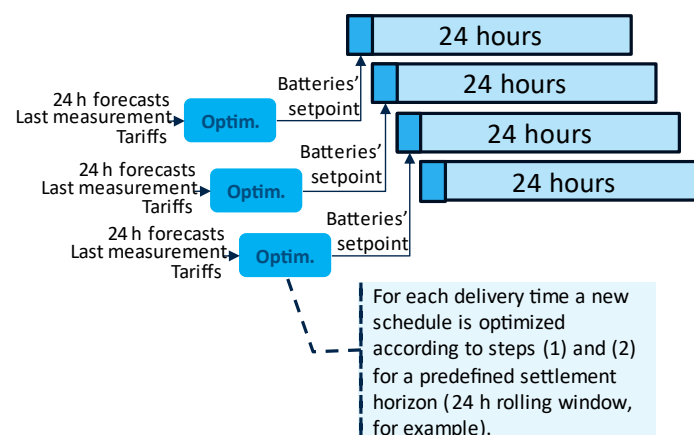 24 hours
24 hours
24 hours
24 hours
24 h forecasts
Last measurement
Tariffs
Optim.
Batteries’
setpoint
24 h forecasts
Last measurement
Tariffs
Optim.
Batteries’
setpoint
24 h forecasts
Last measurement
Tariffs
Optim.
Batteries’
setpoint
For each delivery time a new
schedule is optimized
according to steps (1) and (2)
for a predefined settlement
horizon (24 h rolling window,
for example).